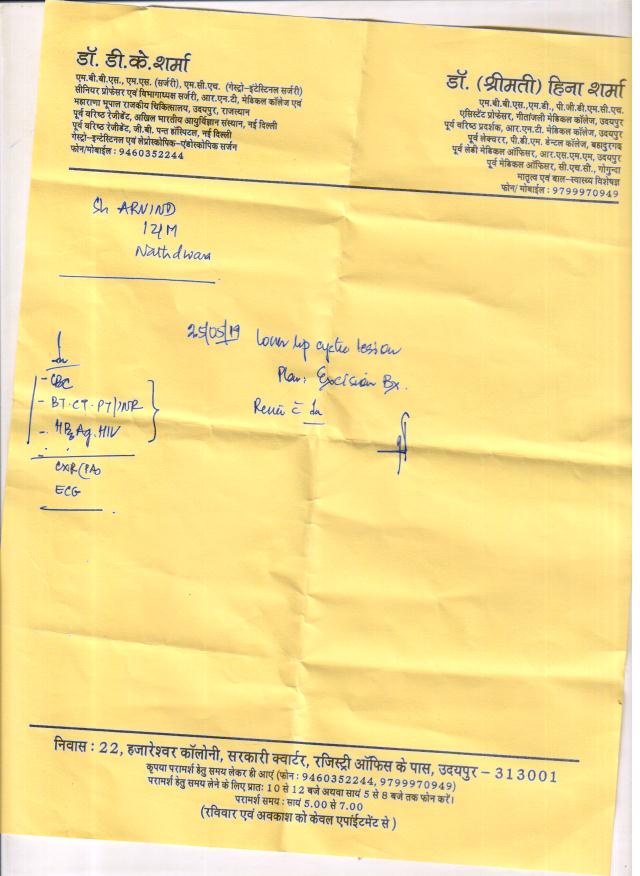 डॉ. डी.के.शर्मा
एम.बी.बी.एस., एम.एस. (सर्जरी), एम.सी.एच. (गेस्ट्रो-इंटेस्टिनल सर्जरी)
सीनियर प्रोफेसर एवं विभागाध्यक्ष सर्जरी, आर.एन.टी. मेडिकल कॉलेज एवं
महाराणा भूपाल राजकीय चिकित्सालय, उदयपुर, राजस्थान
पूर्व वरिष्ठ रेजीडेंट, अखिल भारतीय आयुर्विज्ञान संस्थान, नई दिल्ली
पूर्व वरिष्ठ रेजीडेंट, जी.बी. पन्त हॉस्पिटल, नई दिल्ली
गेस्ट्रो-इन्टेस्टिनल एवं लेप्रोस्कोपिक-एंडोस्कोपिक सर्जन
फोन/मोबाईल : 9460352244
डॉ. (श्रीमती) हिना शर्मा
एम.बी.बी.एस.,एम.डी., पी.जी.डी.एम.सी.एच.
एसिस्टेंट प्रोफेसर, गीतांजली मेडिकल कॉलेज, उदयपुर
पूर्व वरिष्ठ प्रदर्शक, आर.एन.टी. मेडिकल कॉलेज, उदयपुर
पूर्व लेक्चरर, पी.डी.एम. डेन्टल कॉलेज, बहादुरगढ़
पूर्व लेडी मेडिकल ऑफिसर, आर.एस.एम.एम, उदयपुर
पूर्व मेडिकल ऑफिसर, सी.एच.सी., गोगुन्दा
मातृत्व एवं बाल-स्वास्थ्य विशेषज्ञ
फोन/ मोबाईल : 9799970949
Sh ARVIND
12/M
Nathdwara
25/05/19 Lower lip cystic lession
Plan: Excision Bx.
Review c̄
- CBC
- BT.CT.PT/INR
- HBsAg.HIV
CXR (PA)
ECG
निवास : 22, हजारेश्वर कॉलोनी, सरकारी क्वार्टर, रजिस्ट्री ऑफिस के पास, उदयपुर - 313001
कृपया परामर्श हेतु समय लेकर ही आएं (फोन : 9460352244, 9799970949)
परामर्श हेतु समय लेने के लिए प्रातः 10 से 12 बजे अथवा सायं 5 से 8 बजे तक फोन करें।
परामर्श समय : सायं 5.00 से 7.00
(रविवार एवं अवकाश को केवल एपांईटमेंट से )